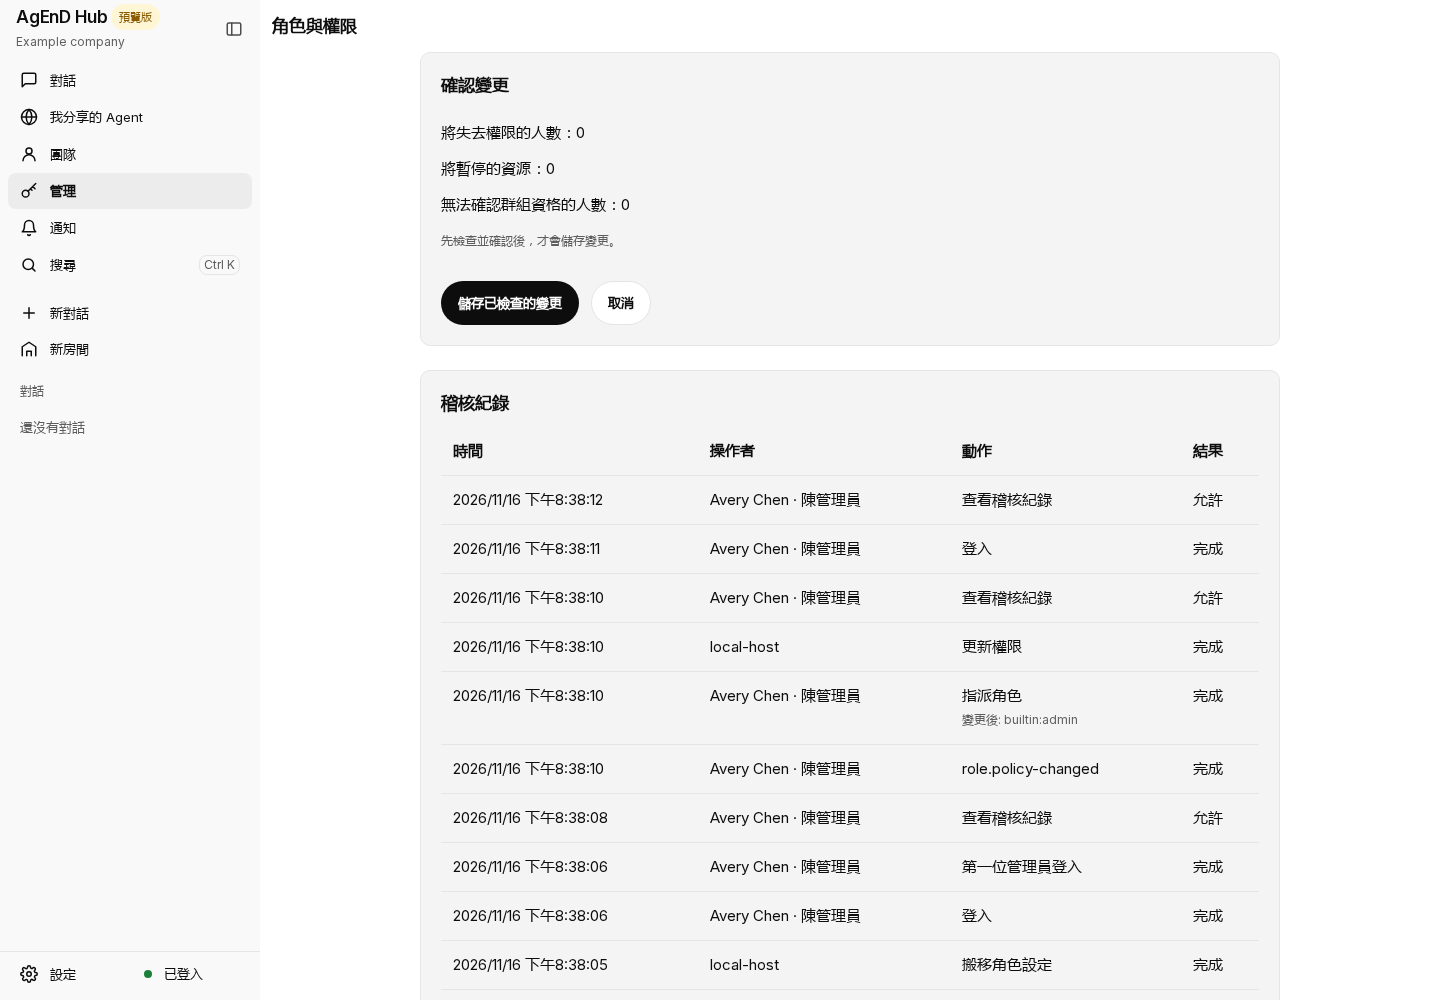 AgEnD Hub 預覽版
Example company
對話
我分享的 Agent
團隊
管理
通知
搜尋 Ctrl K
新對話
新房間
對話
還沒有對話
設定 已登入
角色與權限
確認變更
將失去權限的人數：0
將暫停的資源：0
無法確認群組資格的人數：0
先檢查並確認後，才會儲存變更。
儲存已檢查的變更 取消
稽核紀錄
時間 操作者 動作 結果
2026/11/16 下午8:38:12 Avery Chen · 陳管理員 查看稽核紀錄 允許
2026/11/16 下午8:38:11 Avery Chen · 陳管理員 登入 完成
2026/11/16 下午8:38:10 Avery Chen · 陳管理員 查看稽核紀錄 允許
2026/11/16 下午8:38:10 local-host 更新權限 完成
2026/11/16 下午8:38:10 Avery Chen · 陳管理員 指派角色 完成
變更後: builtin:admin
2026/11/16 下午8:38:10 Avery Chen · 陳管理員 role.policy-changed 完成
2026/11/16 下午8:38:08 Avery Chen · 陳管理員 查看稽核紀錄 允許
2026/11/16 下午8:38:06 Avery Chen · 陳管理員 第一位管理員登入 完成
2026/11/16 下午8:38:06 Avery Chen · 陳管理員 登入 完成
2026/11/16 下午8:38:05 local-host 搬移角色設定 完成